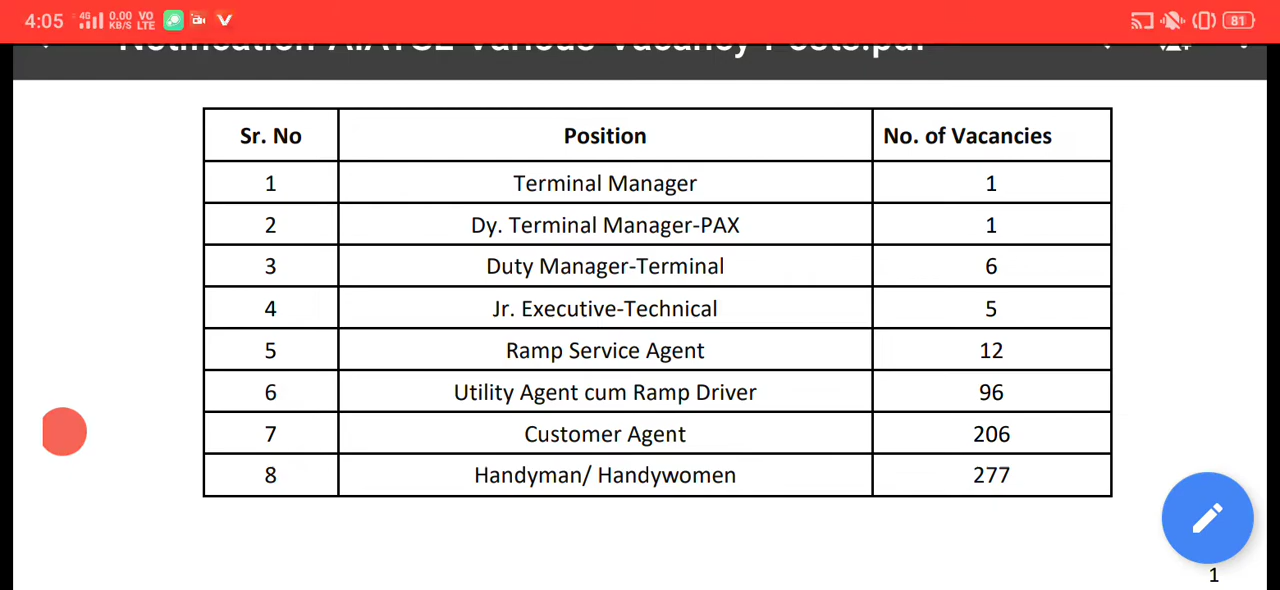 4:05 4G 0.00 KB/S VO LTE 81
Sr. No Position No. of Vacancies
1 Terminal Manager 1
2 Dy. Terminal Manager-PAX 1
3 Duty Manager-Terminal 6
4 Jr. Executive-Technical 5
5 Ramp Service Agent 12
6 Utility Agent cum Ramp Driver 96
7 Customer Agent 206
8 Handyman/ Handywomen 277
1